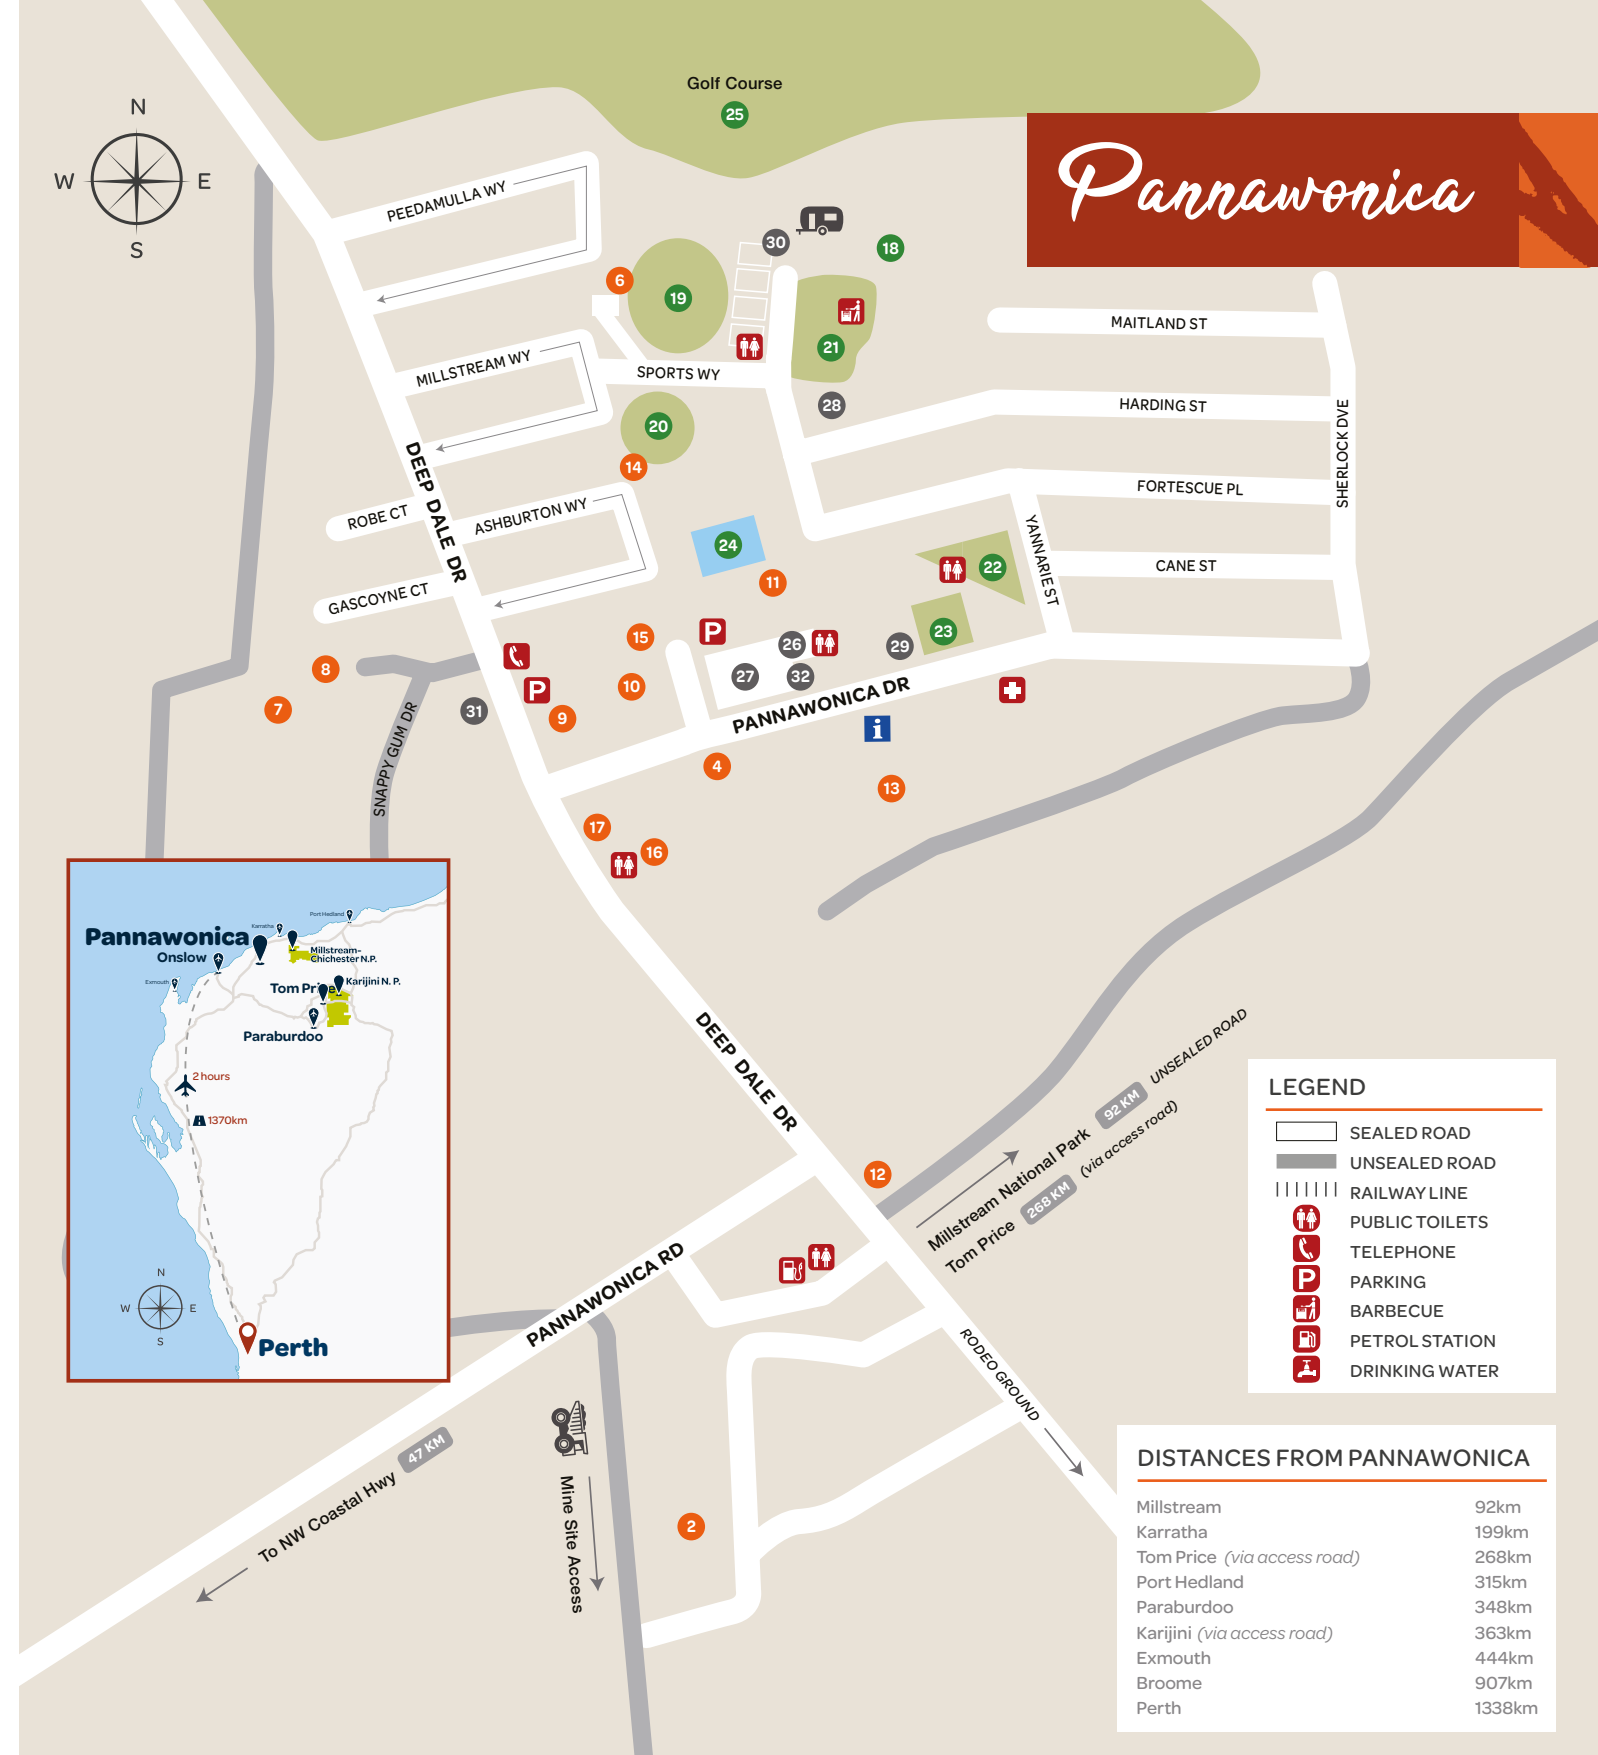 Golf Course
25
N
W
E
S
Pannawonica
PEEDAMULLA WY
30
18
6
19
21
MAITLAND ST
MILLSTREAM WY
SPORTS WY
28
HARDING ST
SHERLOCK DVE
20
14
DEEP DALE DR
ROBE CT
ASHBURTON WY
FORTESCUE PL
YANNARIE ST
24
22
CANE ST
11
GASCOYNE CT
15
P
26
29
23
8
P
10
27
32
PANNAWONICA DR
7
31
9
i
SNAPPY GUM DR
4
13
17
16
Port Hedland
Karratha
Pannawonica
Millstream-
Chichester N.P.
Onslow
Exmouth
Karijini N. P.
Tom Price
Paraburdoo
2 hours
1370km
N
W
E
S
Perth
DEEP DALE DR
12
Millstream National Park
92 KM
UNSEALED ROAD
Tom Price
268 KM
(via access road)
PANNAWONICA RD
RODEO GROUND
To NW Coastal Hwy
47 KM
Mine Site Access
2
LEGEND
SEALED ROAD
UNSEALED ROAD
RAILWAY LINE
PUBLIC TOILETS
TELEPHONE
P PARKING
BARBECUE
PETROL STATION
DRINKING WATER
DISTANCES FROM PANNAWONICA
Millstream 92km
Karratha 199km
Tom Price (via access road) 268km
Port Hedland 315km
Paraburdoo 348km
Karijini (via access road) 363km
Exmouth 444km
Broome 907km
Perth 1338km